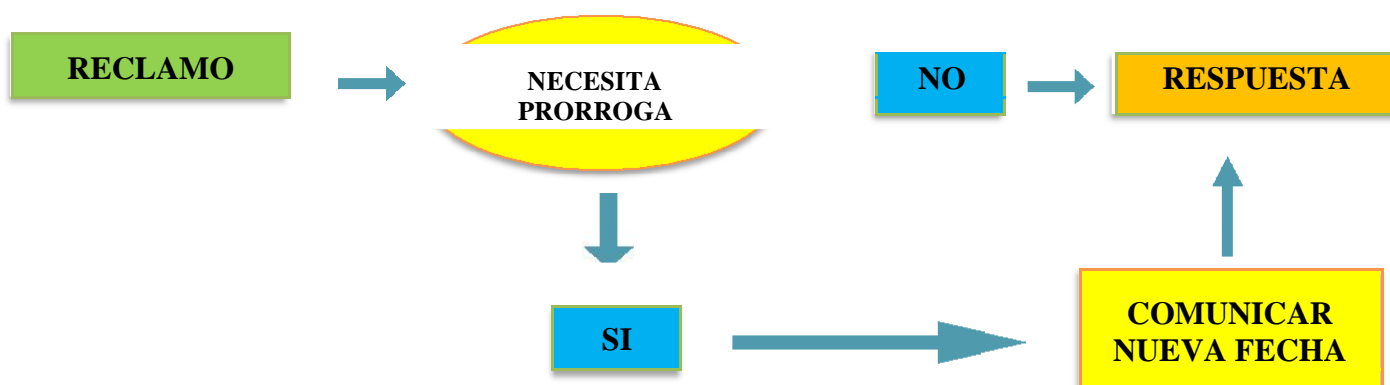 RECLAMO
NECESITA
PRORROGA
NO
RESPUESTA
SI
COMUNICAR
NUEVA FECHA